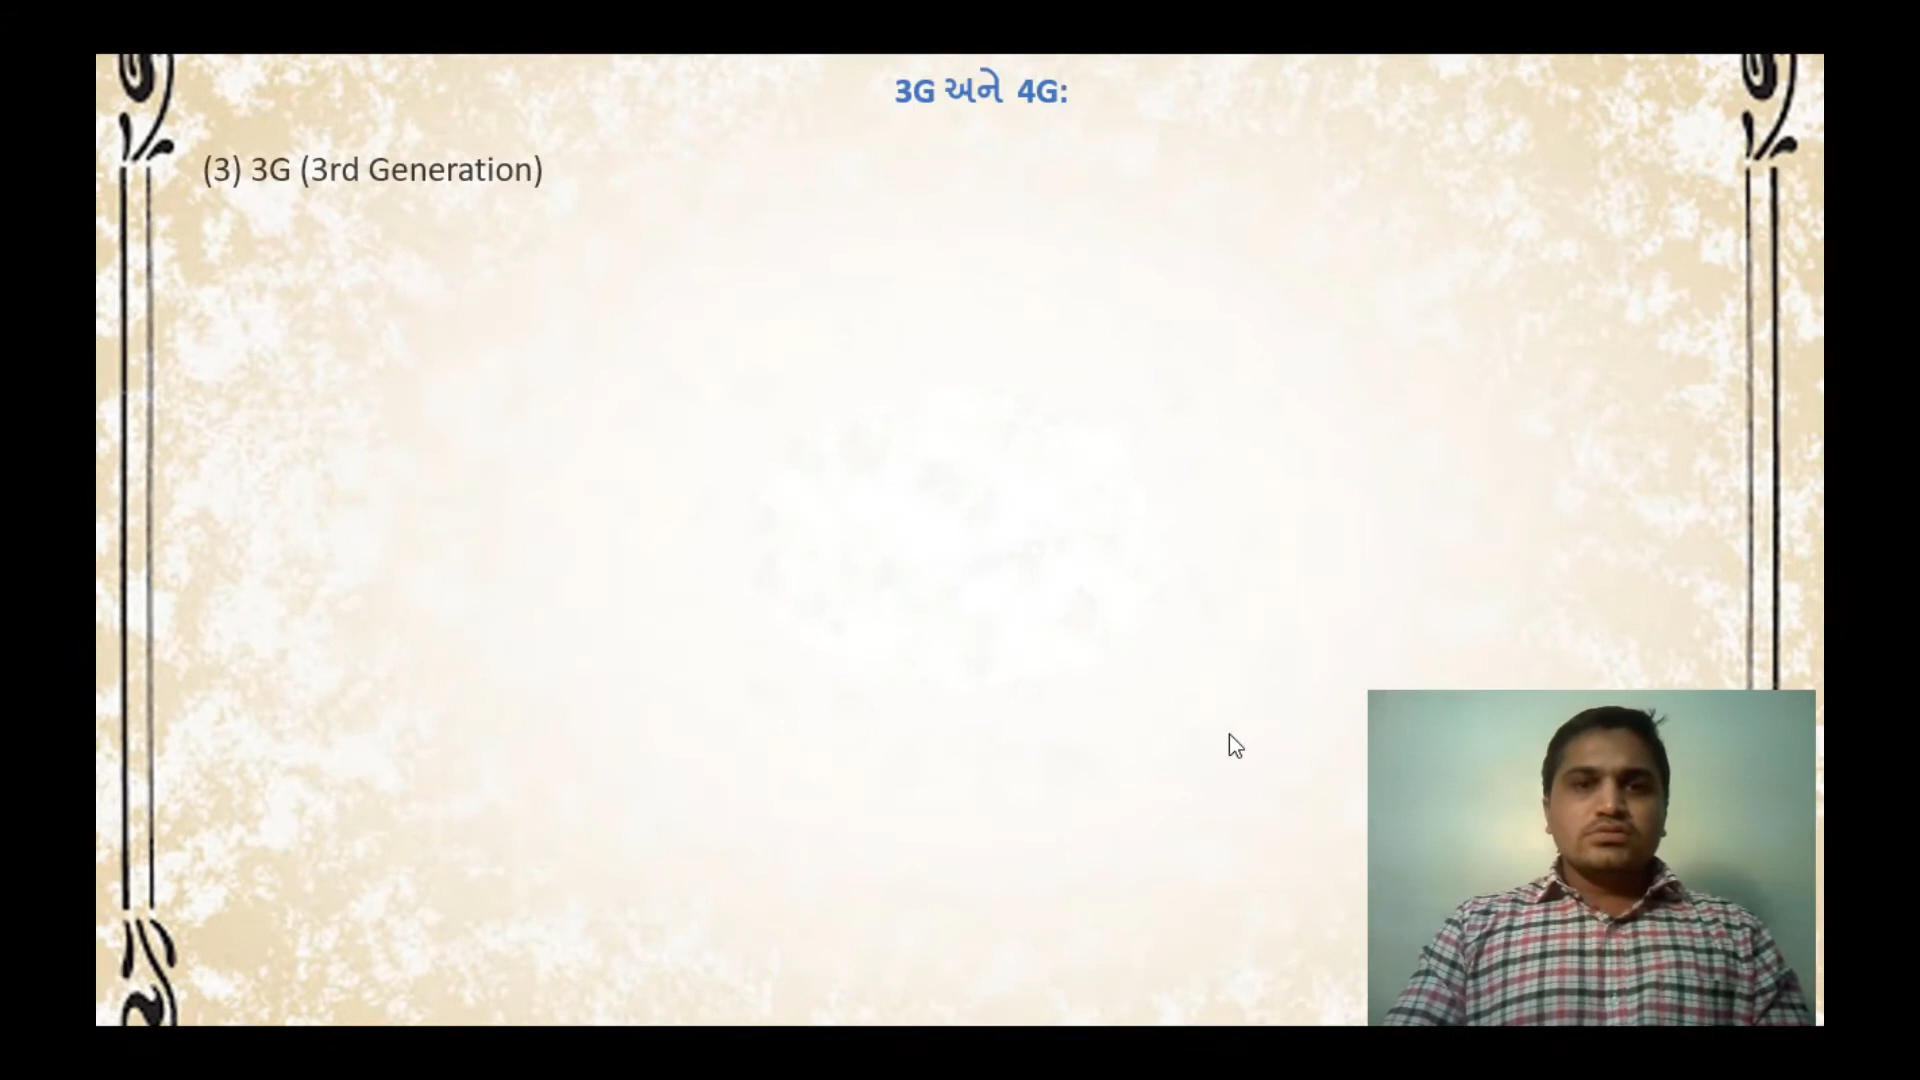 3G અને 4G:
(3) 3G (3rd Generation)